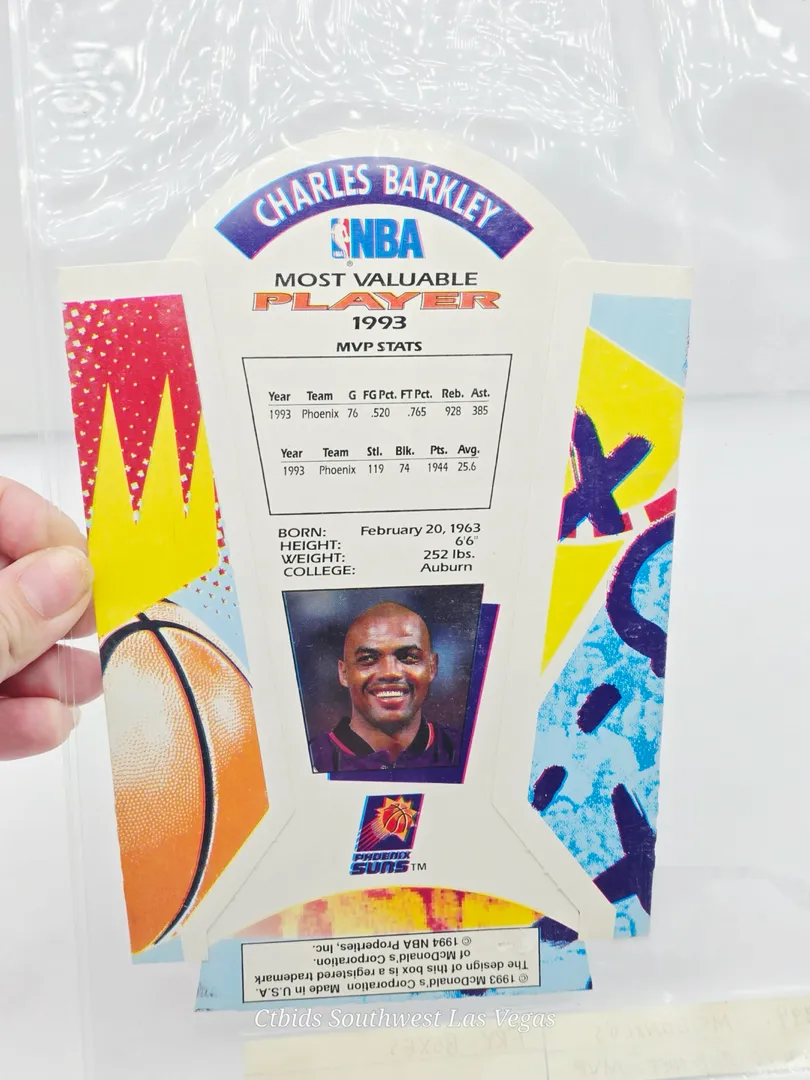 CHARLES BARKLEY
NBA
®
MOST VALUABLE
PLAYER
1993
MVP STATS
Year Team G FG Pct. FT Pct. Reb. Ast.
1993 Phoenix 76 .520 .765 928 385
Year Team Stl. Blk. Pts. Avg.
1993 Phoenix 119 74 1944 25.6
BORN: February 20, 1963
HEIGHT: 6'6"
WEIGHT: 252 lbs.
COLLEGE: Auburn
PHOENIX
SUNS TM
© 1993 McDonald's Corporation Made in U.S.A.
The design of this box is a registered trademark
of McDonald's Corporation.
© 1994 NBA Properties, Inc.
Ctbids Southwest Las Vegas